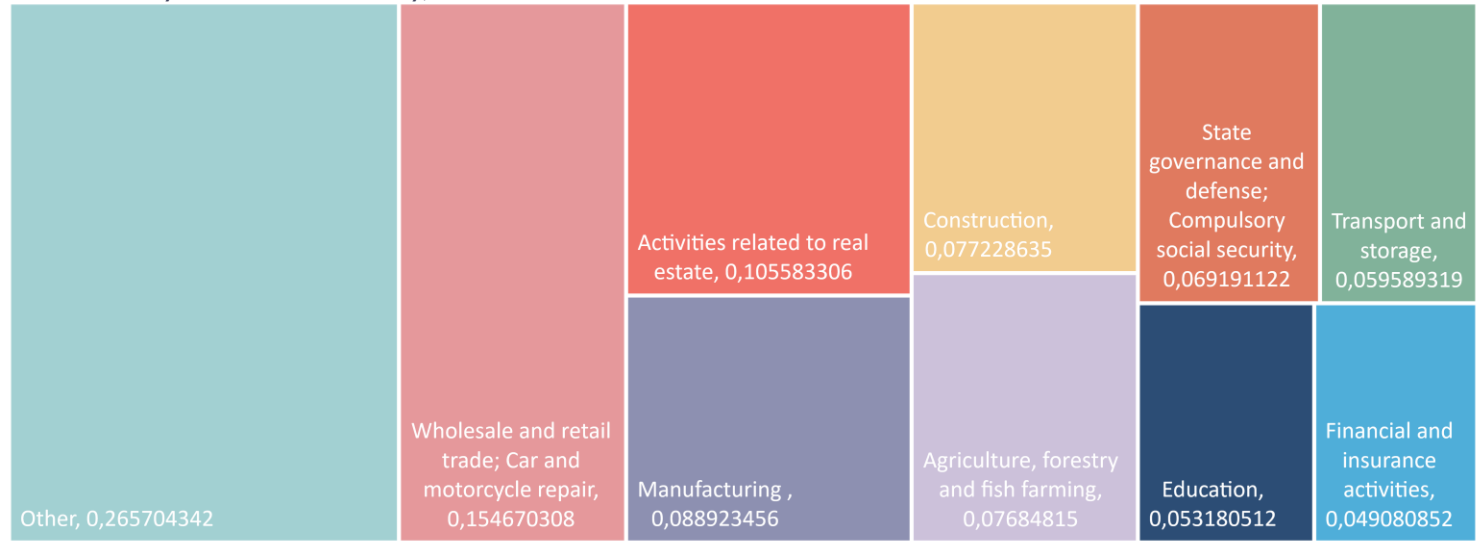 Other, 0,265704342
Wholesale and retail
trade; Car and
motorcycle repair,
0,154670308
Activities related to real
estate, 0,105583306
Manufacturing ,
0,088923456
Construction,
0,077228635
Agriculture, forestry
and fish farming,
0,07684815
State
governance and
defense;
Compulsory
social security,
0,069191122
Transport and
storage,
0,059589319
Education,
0,053180512
Financial and
insurance
activities,
0,049080852